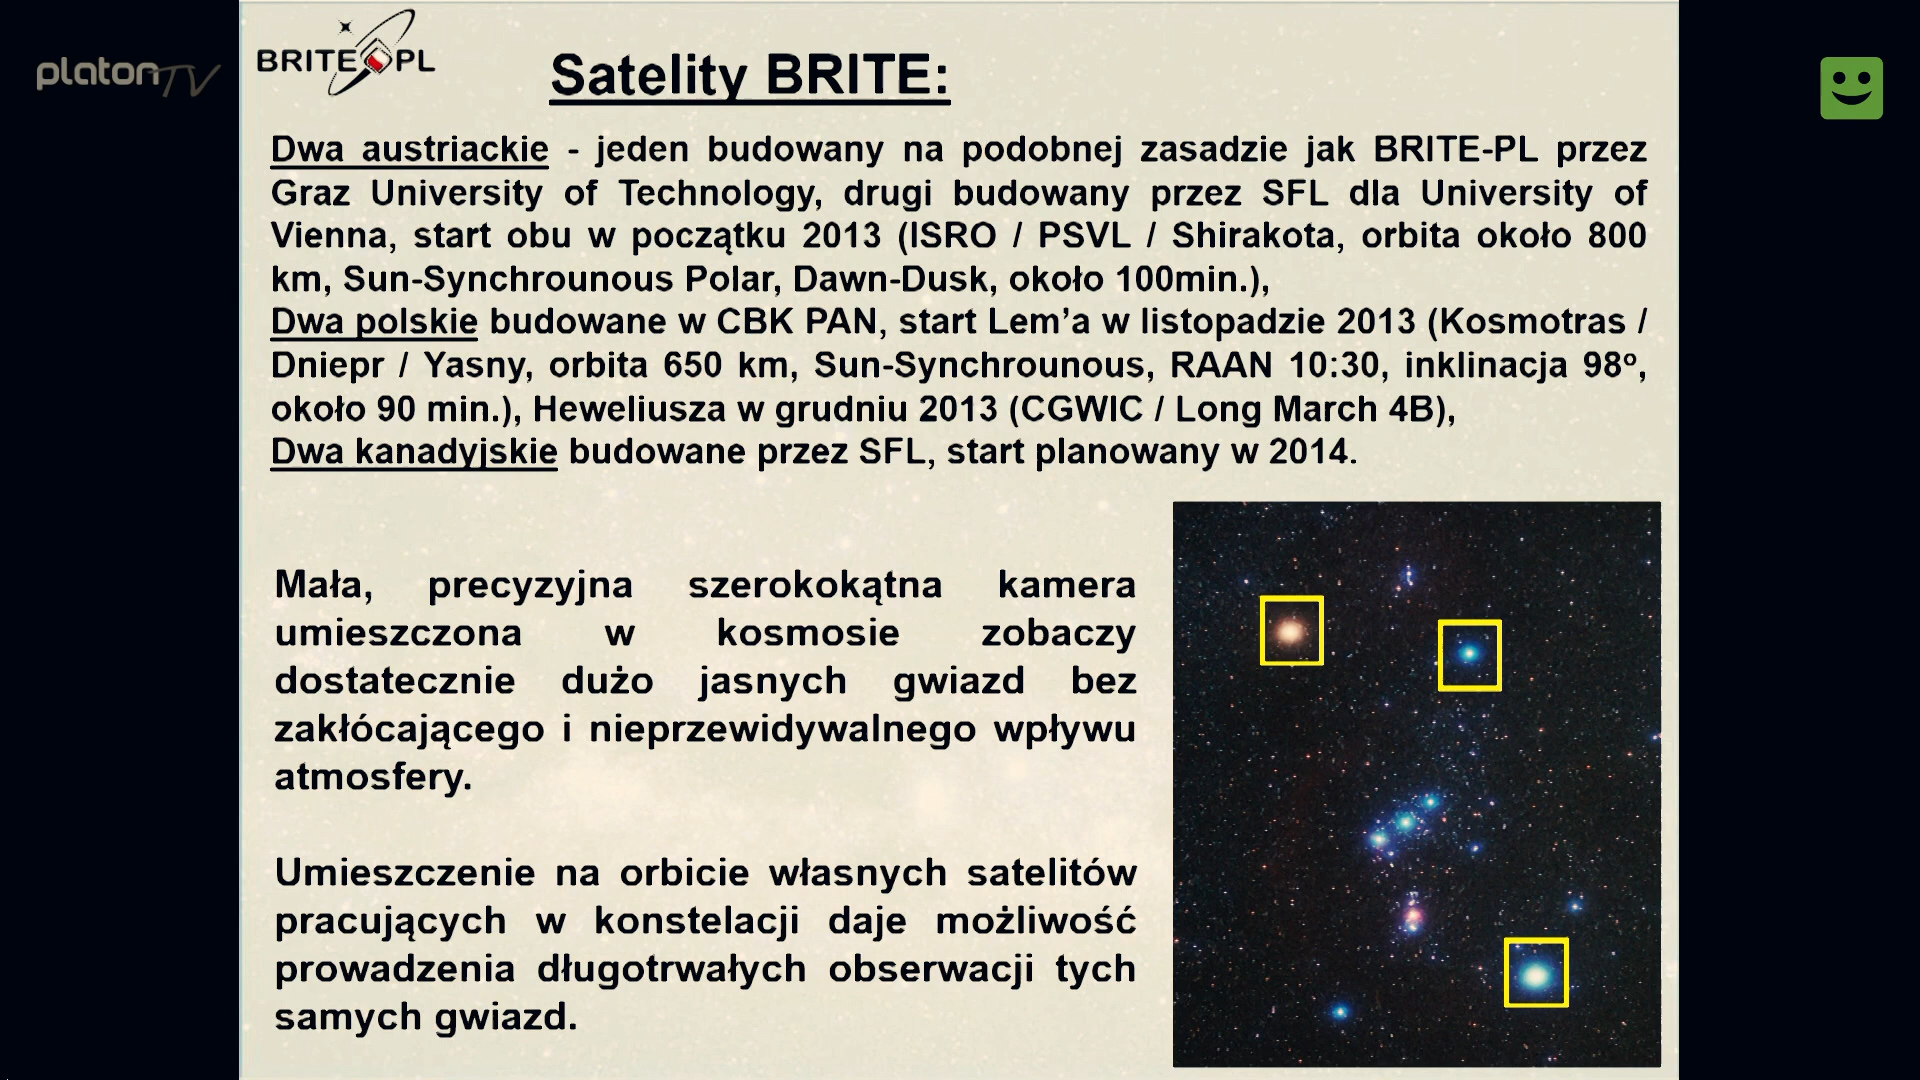 platonTV
BRITE PL
Satelity BRITE:
Dwa austriackie - jeden budowany na podobnej zasadzie jak BRITE-PL przez
Graz University of Technology, drugi budowany przez SFL dla University of
Vienna, start obu w początku 2013 (ISRO / PSVL / Shirakota, orbita około 800
km, Sun-Synchrounous Polar, Dawn-Dusk, około 100min.),
Dwa polskie budowane w CBK PAN, start Lem’a w listopadzie 2013 (Kosmotras /
Dniepr / Yasny, orbita 650 km, Sun-Synchrounous, RAAN 10:30, inklinacja 98º,
około 90 min.), Heweliusza w grudniu 2013 (CGWIC / Long March 4B),
Dwa kanadyjskie budowane przez SFL, start planowany w 2014.
Mała, precyzyjna szerokokątna kamera
umieszczona w kosmosie zobaczy
dostatecznie dużo jasnych gwiazd bez
zakłócającego i nieprzewidywalnego wpływu
atmosfery.
Umieszczenie na orbicie własnych satelitów
pracujących w konstelacji daje możliwość
prowadzenia długotrwałych obserwacji tych
samych gwiazd.